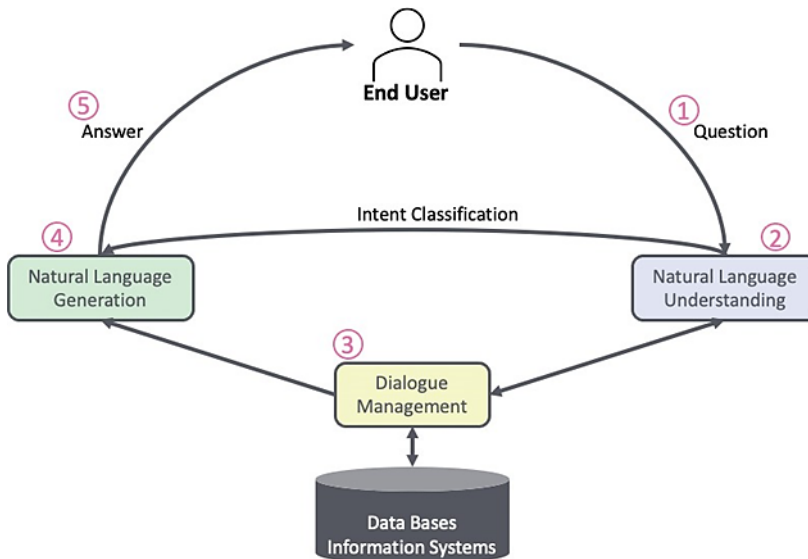 End User
⑤
Answer
①
Question
Intent Classification
④
Natural Language
Generation
②
Natural Language
Understanding
③
Dialogue
Management
Data Bases
Information Systems